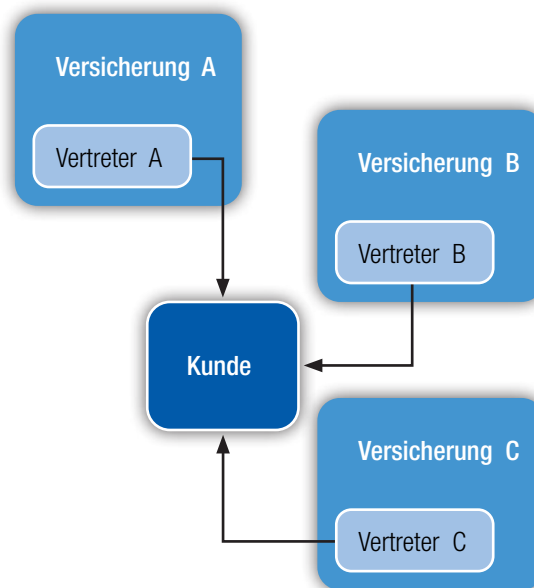 Versicherung A
Vertreter A
Versicherung B
Vertreter B
Kunde
Versicherung C
Vertreter C